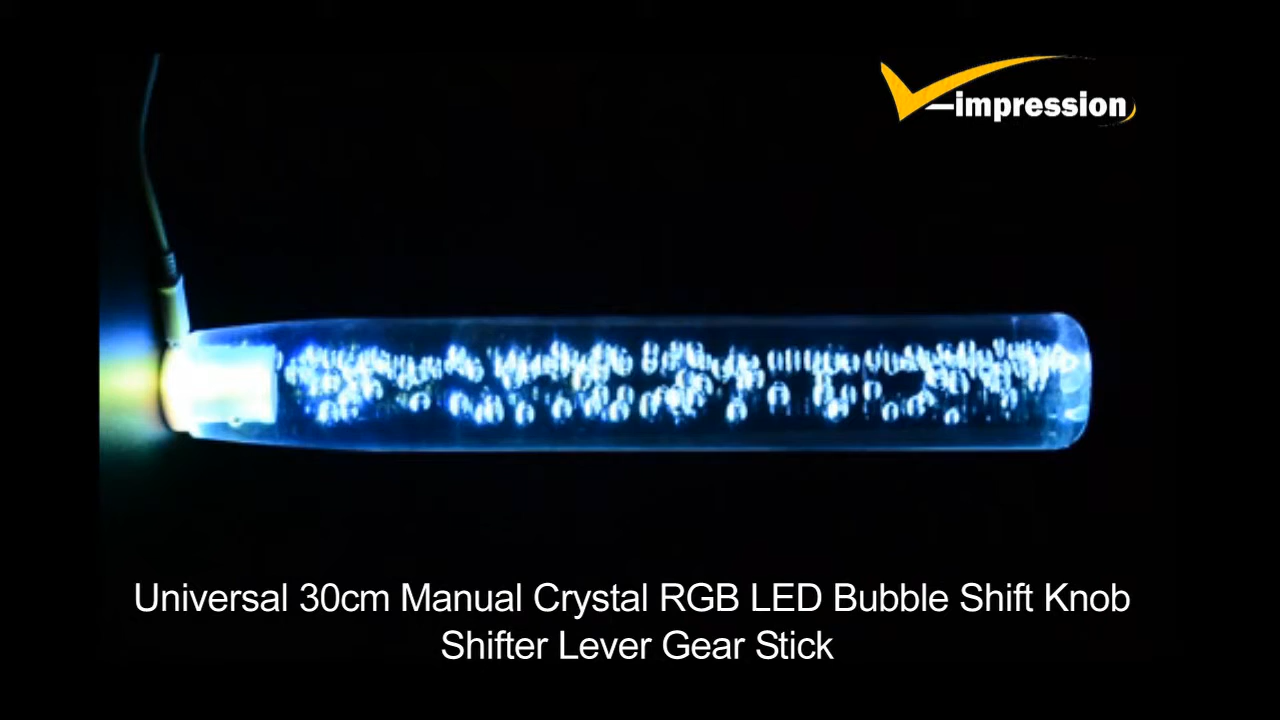 V-impression
Universal 30cm Manual Crystal RGB LED Bubble Shift Knob
Shifter Lever Gear Stick